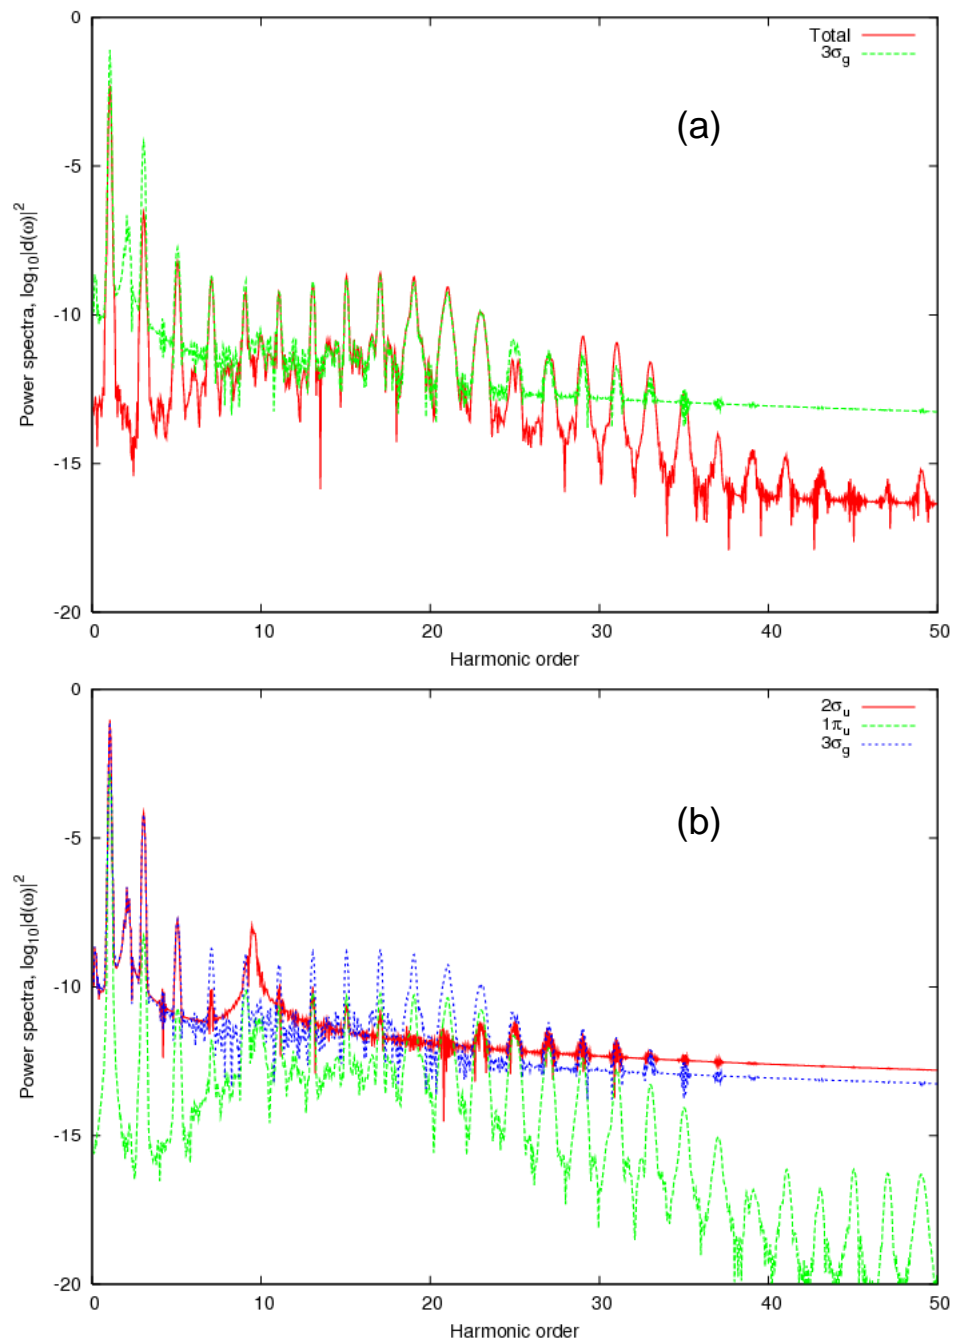 0
Total
3σg
(a)
-5
Power spectra, log10|d(ω)|2
-10
-15
-20
0 10 20 30 40 50
Harmonic order
0
2σu
1πu
3σg
(b)
-5
Power spectra, log10|d(ω)|2
-10
-15
-20
0 10 20 30 40 50
Harmonic order